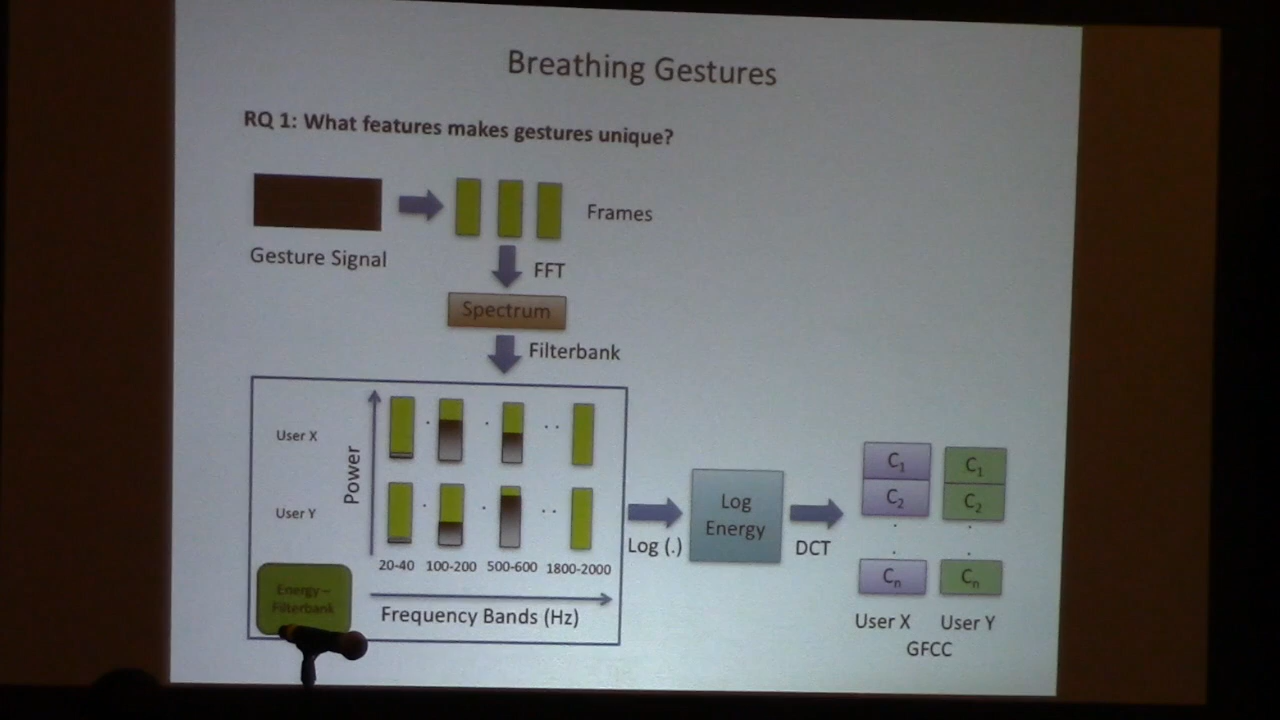 Breathing Gestures
RQ 1: What features makes gestures unique?
Frames
Gesture Signal
FFT
Spectrum
Filterbank
User X
User Y
Power
20-40 100-200 500-600 1800-2000
Frequency Bands (Hz)
Energy –
Filterbank
Log (.)
Log
Energy
DCT
C1 C1
C2 C2
Cn Cn
User X User Y
GFCC